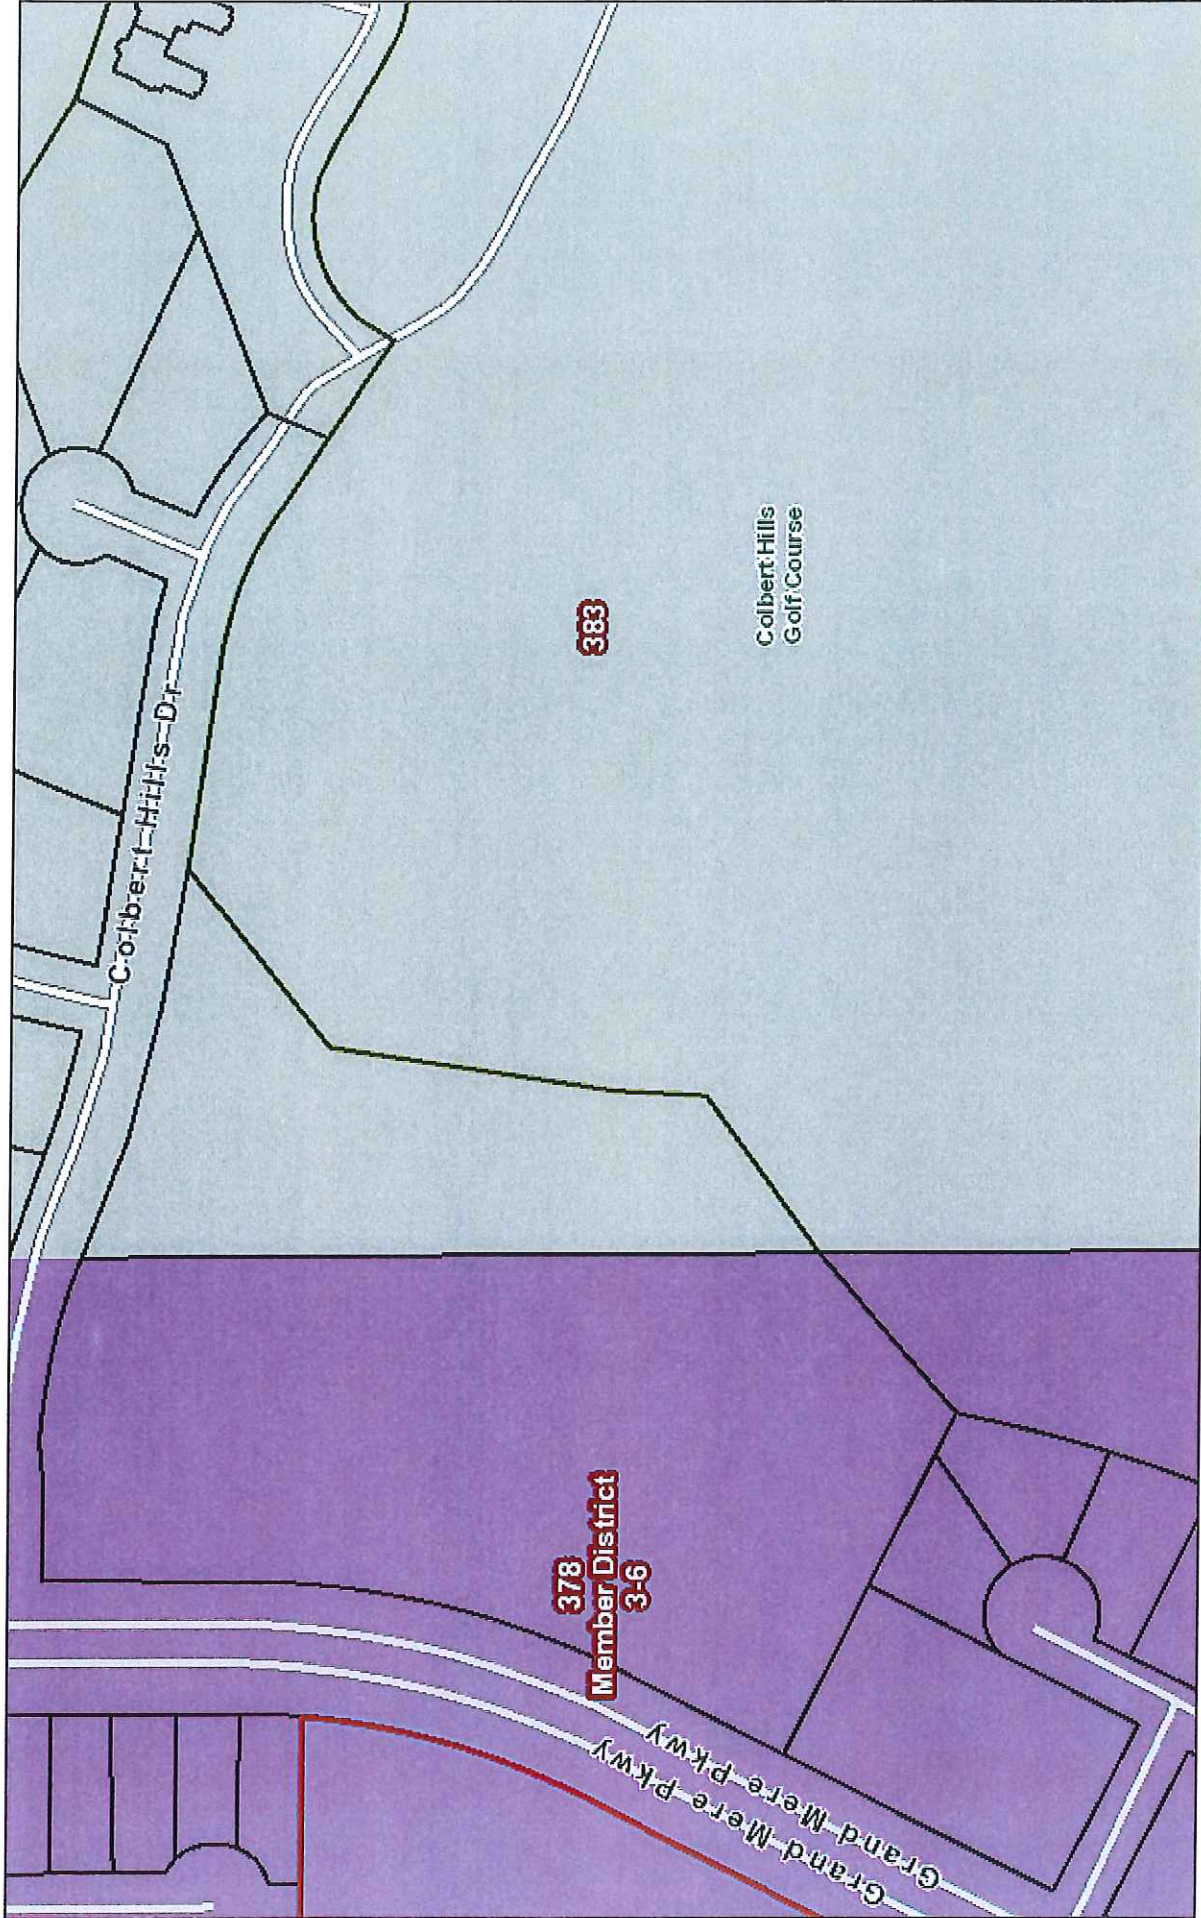 Colbert Hills Dr
383
Colbert Hills
Golf Course
378
Member District
3-6
Grand Mere Pkwy
Grand Mere Pkwy